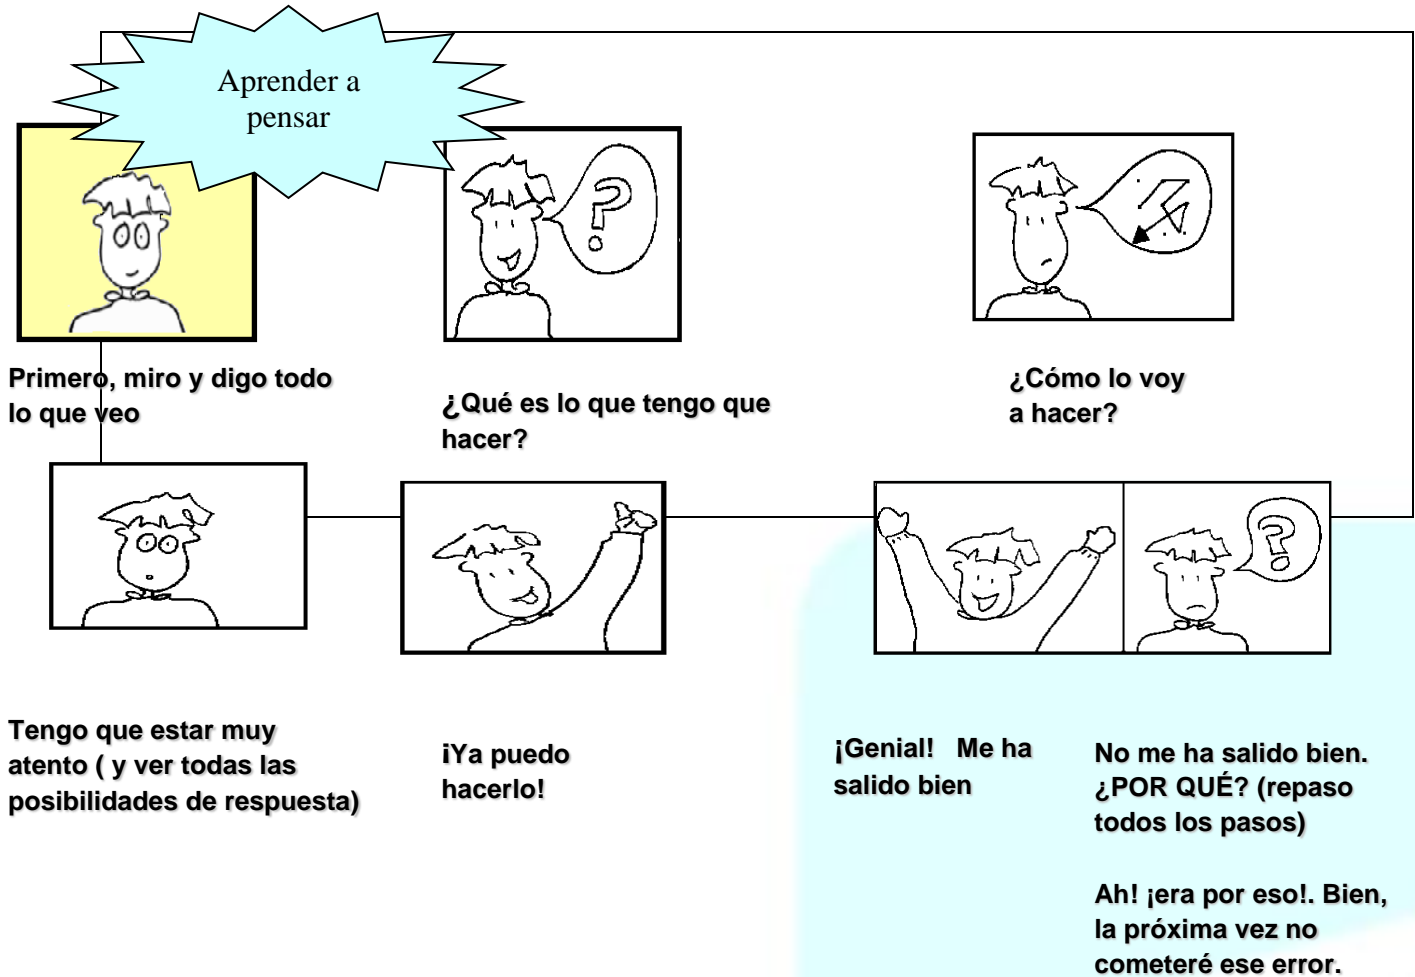 Aprender a
pensar
Primero, miro y digo todo
lo que veo
¿Qué es lo que tengo que
hacer?
¿Cómo lo voy
a hacer?
Tengo que estar muy
atento ( y ver todas las
posibilidades de respuesta)
¡Ya puedo
hacerlo!
¡Genial!   Me ha
salido bien
No me ha salido bien.
¿POR QUÉ? (repaso
todos los pasos)
Ah! ¡era por eso!. Bien,
la próxima vez no
cometeré ese error.